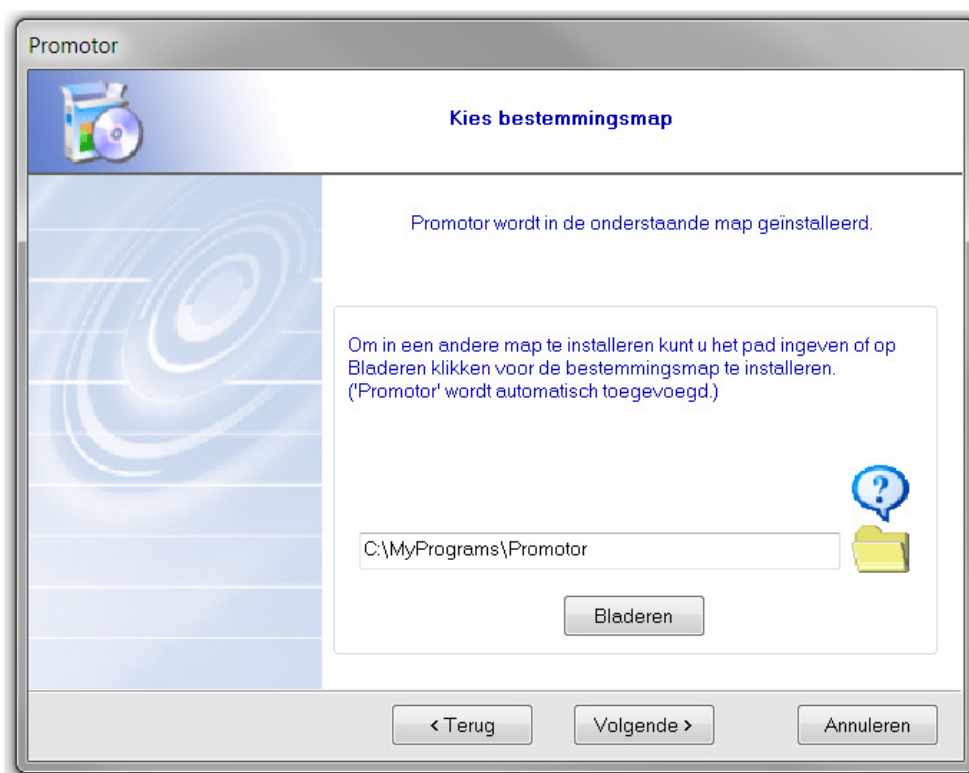 Promotor
Kies bestemmingsmap
Promotor wordt in de onderstaande map geïnstalleerd.
Om in een andere map te installeren kunt u het pad ingeven of op
Bladeren klikken voor de bestemmingsmap te installeren.
('Promotor' wordt automatisch toegevoegd.)
?
C:\MyPrograms\Promotor
Bladeren
< Terug
Volgende >
Annuleren